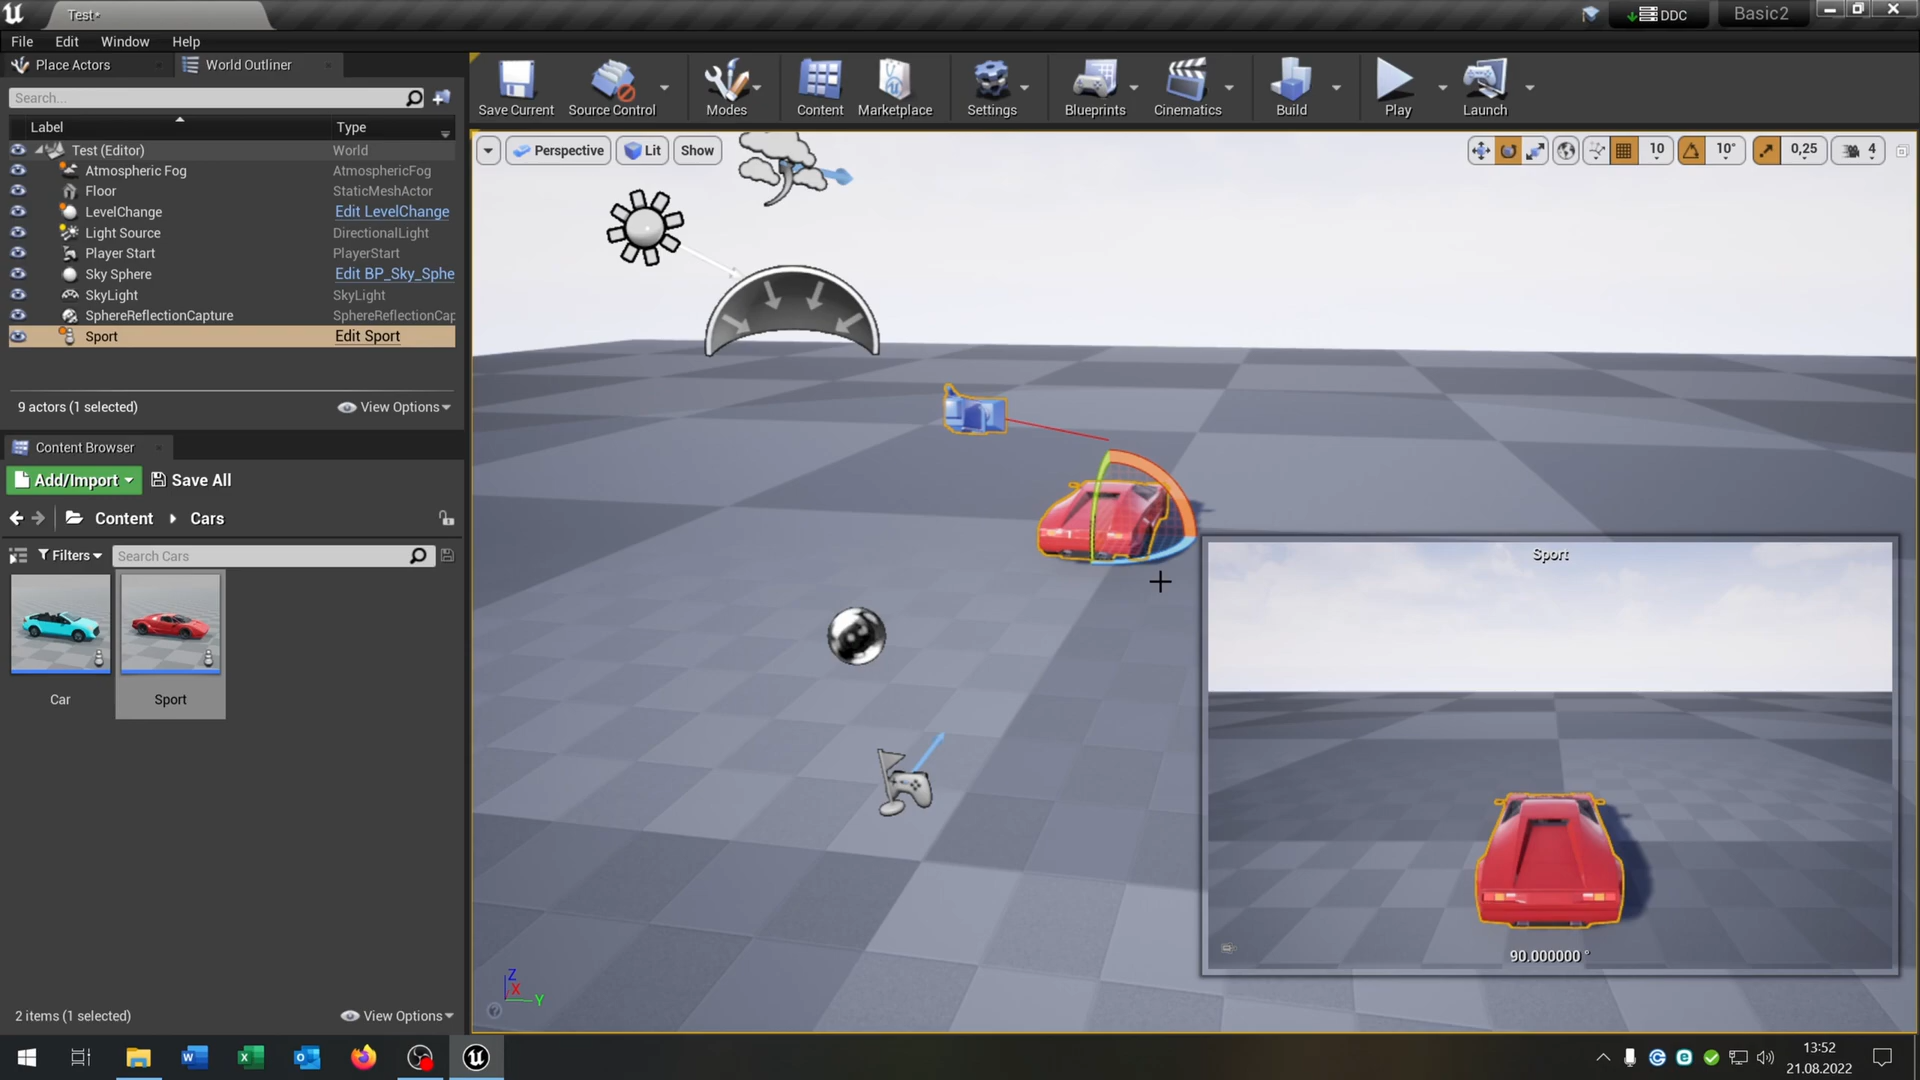 Test•
DDC
Basic2
File Edit Window Help
Place Actors
World Outliner
Search...
Label Type
Test (Editor) World
Atmospheric Fog AtmosphericFog
Floor StaticMeshActor
LevelChange Edit LevelChange
Light Source DirectionalLight
Player Start PlayerStart
Sky Sphere Edit BP_Sky_Sphe
SkyLight SkyLight
SphereReflectionCapture SphereReflectionCap
Sport Edit Sport
9 actors (1 selected)
View Options
Content Browser
Add/Import
Save All
Content Cars
Filters
Search Cars
Car
Sport
2 items (1 selected)
View Options
Save Current
Source Control
Modes
Content
Marketplace
Settings
Blueprints
Cinematics
Build
Play
Launch
Perspective
Lit
Show
10
10°
0,25
4
Sport
90.000000 °
Z
X
Y
13:52
21.08.2022